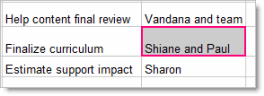 Help content final review Vandana and team
Finalize curriculum Shiane and Paul
Estimate support impact Sharon